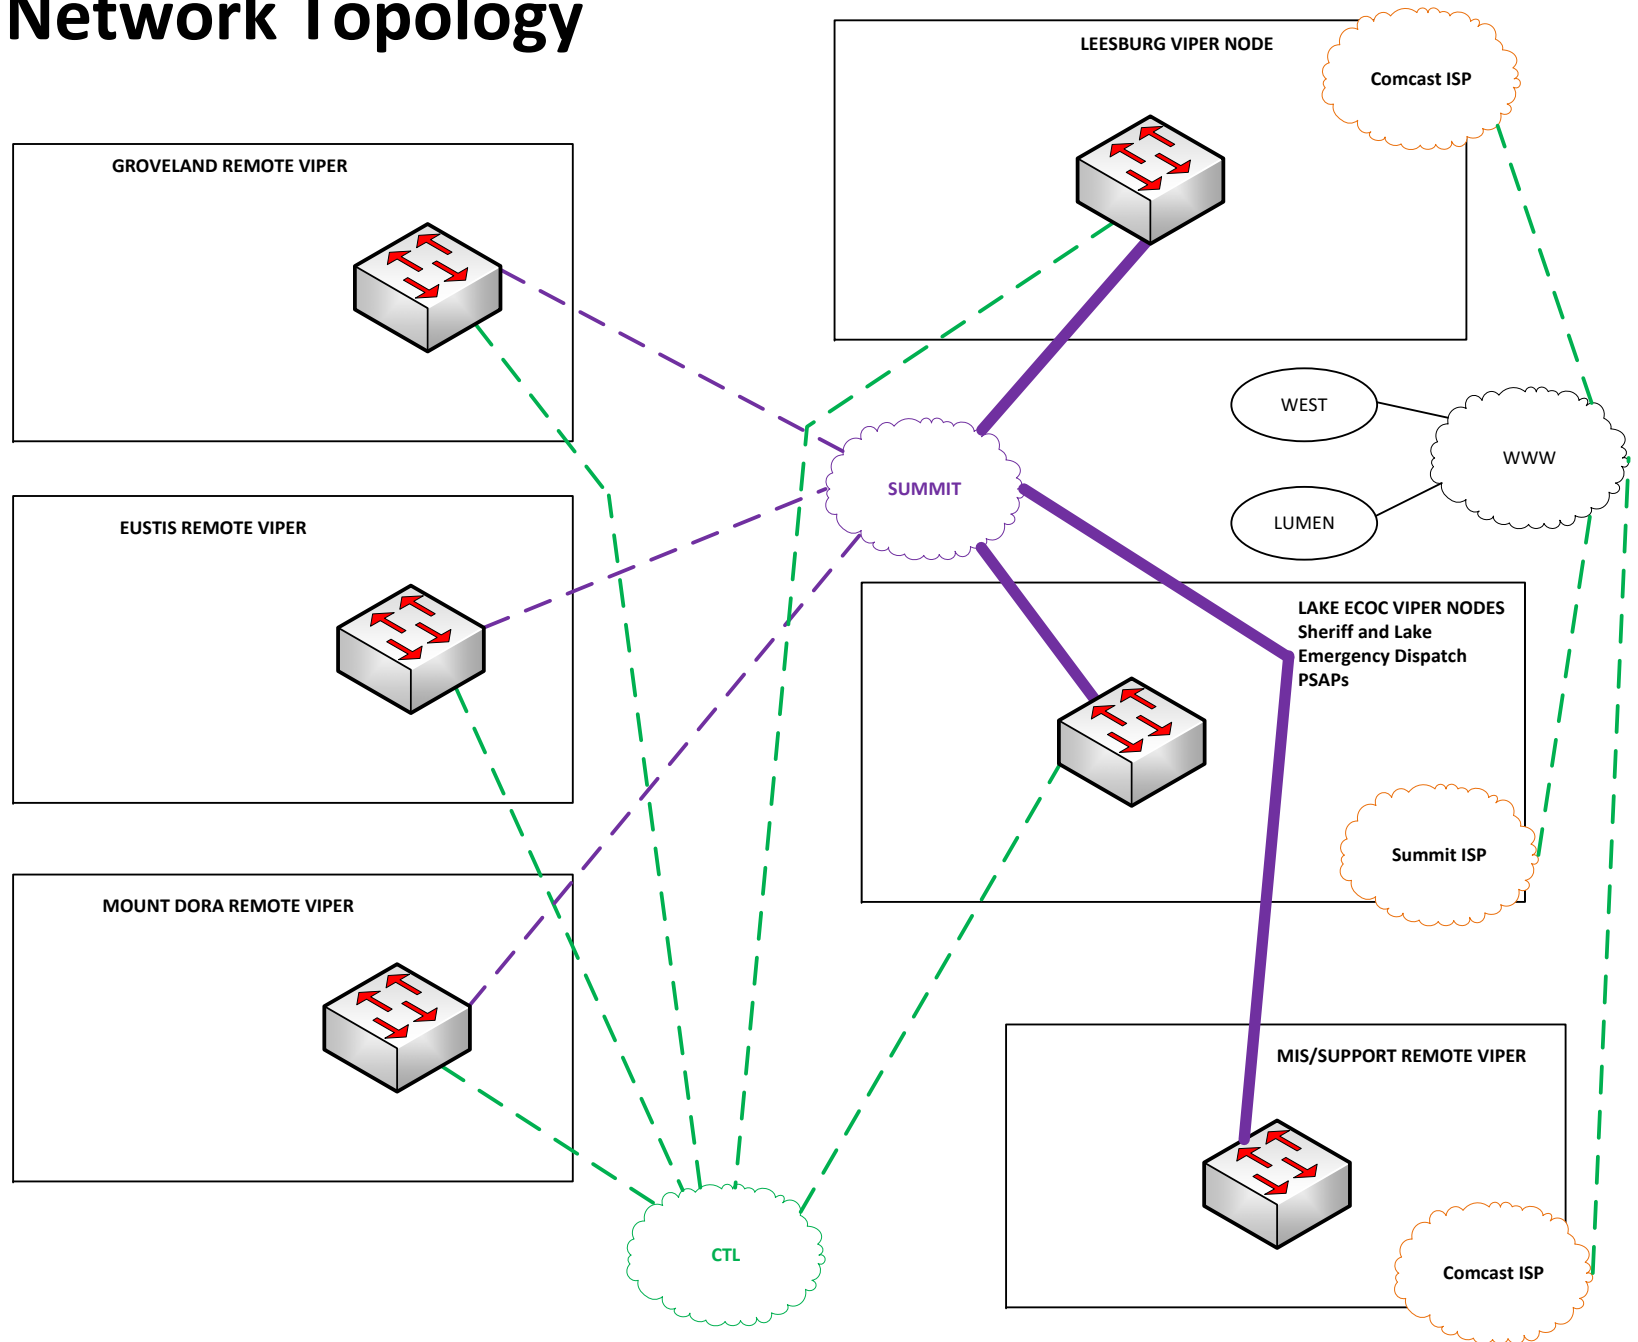 Network Topology
LEESBURG VIPER NODE
Comcast ISP
GROVELAND REMOTE VIPER
WEST
WWW
SUMMIT
LUMEN
EUSTIS REMOTE VIPER
LAKE ECOC VIPER NODES
Sheriff and Lake
Emergency Dispatch
PSAPs
Summit ISP
MOUNT DORA REMOTE VIPER
MIS/SUPPORT REMOTE VIPER
CTL
Comcast ISP